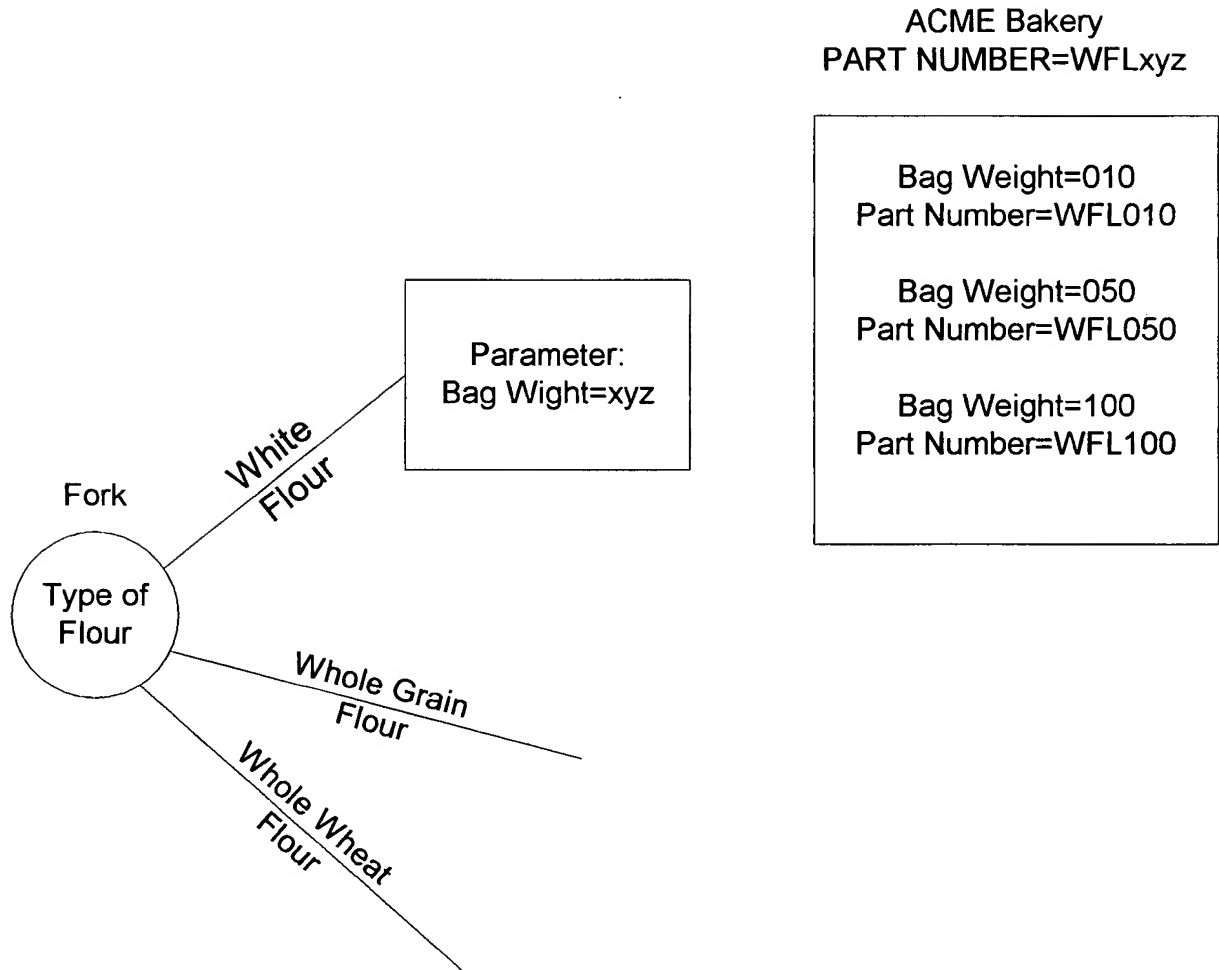 ACME Bakery
PART NUMBER=WFLxyz
Bag Weight=010
Part Number=WFL010
Bag Weight=050
Part Number=WFL050
Bag Weight=100
Part Number=WFL100
Parameter:
Bag Wight=xyz
White
Flour
Fork
Type of
Flour
Whole Grain
Flour
Whole Wheat
Flour